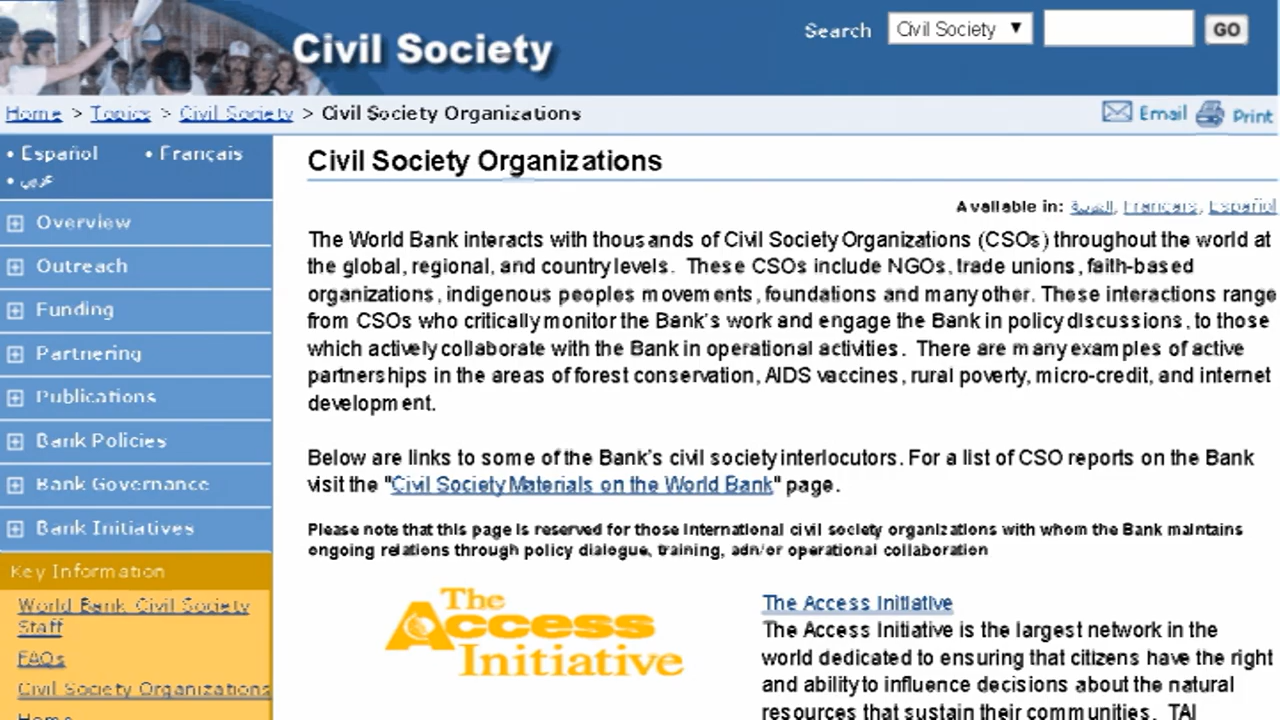 Civil Society
Search Civil Society GO
Home > Topics > Civil Society > Civil Society Organizations
Email Print
• Español • Français
• عربي
Overview
Outreach
Funding
Partnering
Publications
Bank Policies
Bank Governance
Bank Initiatives
Key Information
World Bank Civil Society
Staff
FAQs
Civil Society Organizations
Home
Civil Society Organizations
Available in: Français, Español
The World Bank interacts with thousands of Civil Society Organizations (CSOs) throughout the world at
the global, regional, and country levels. These CSOs include NGOs, trade unions, faith-based
organizations, indigenous peoples movements, foundations and many other. These interactions range
from CSOs who critically monitor the Bank's work and engage the Bank in policy discussions, to those
which actively collaborate with the Bank in operational activities. There are many examples of active
partnerships in the areas of forest conservation, AIDS vaccines, rural poverty, micro-credit, and internet
development.
Below are links to some of the Bank's civil society interlocutors. For a list of CSO reports on the Bank
visit the "Civil Society Materials on the World Bank" page.
Please note that this page is reserved for those international civil society organizations with whom the Bank maintains
ongoing relations through policy dialogue, training, adn/or operational collaboration
The
Access
Initiative
The Access Initiative
The Access Initiative is the largest network in the
world dedicated to ensuring that citizens have the right
and ability to influence decisions about the natural
resources that sustain their communities. TAI